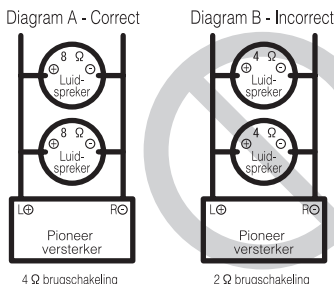 Diagram A - Correct
8 Ω
⊕ ⊖
Luid-
spreker
8 Ω
⊕ ⊖
Luid-
spreker
L⊕ R⊖
Pioneer
versterker
4 Ω brugschakeling
Diagram B - Incorrect
4 Ω
⊕ ⊖
Luid-
spreker
4 Ω
⊕ ⊖
Luid-
spreker
L⊕ R⊖
Pioneer
versterker
2 Ω brugschakeling